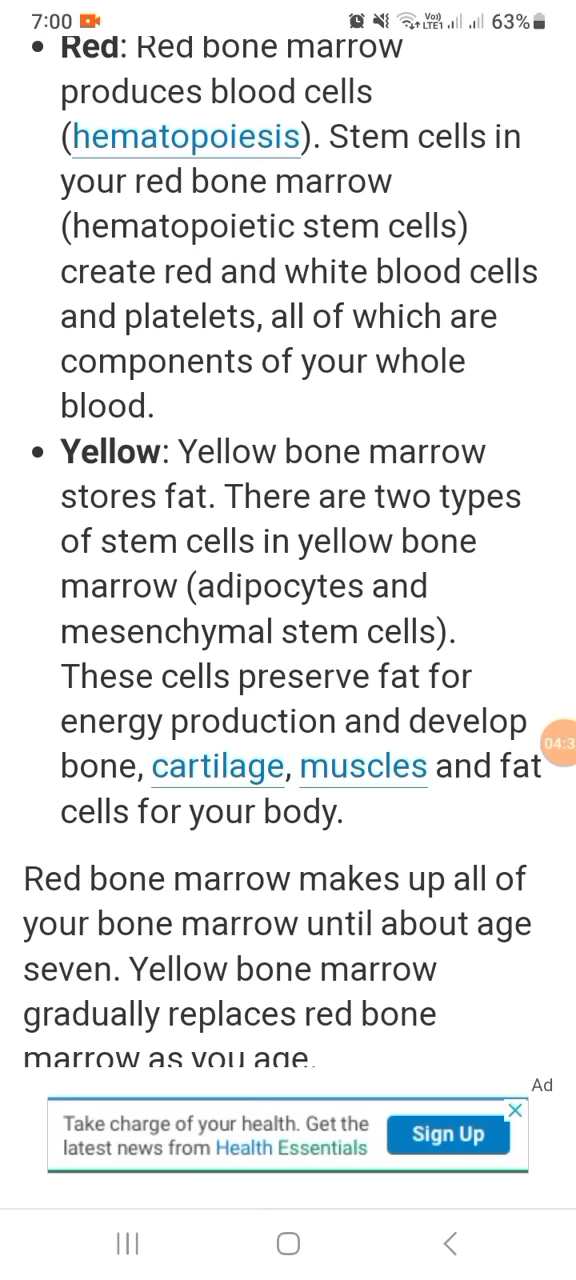 7:00
Vo)) LTE1 63%
• Red: Red bone marrow
produces blood cells
(hematopoiesis). Stem cells in
your red bone marrow
(hematopoietic stem cells)
create red and white blood cells
and platelets, all of which are
components of your whole
blood.
• Yellow: Yellow bone marrow
stores fat. There are two types
of stem cells in yellow bone
marrow (adipocytes and
mesenchymal stem cells).
These cells preserve fat for
energy production and develop
04:3
bone, cartilage, muscles and fat
cells for your body.
Red bone marrow makes up all of
your bone marrow until about age
seven. Yellow bone marrow
gradually replaces red bone
marrow as you age.
Ad
Take charge of your health. Get the
latest news from Health Essentials
Sign Up